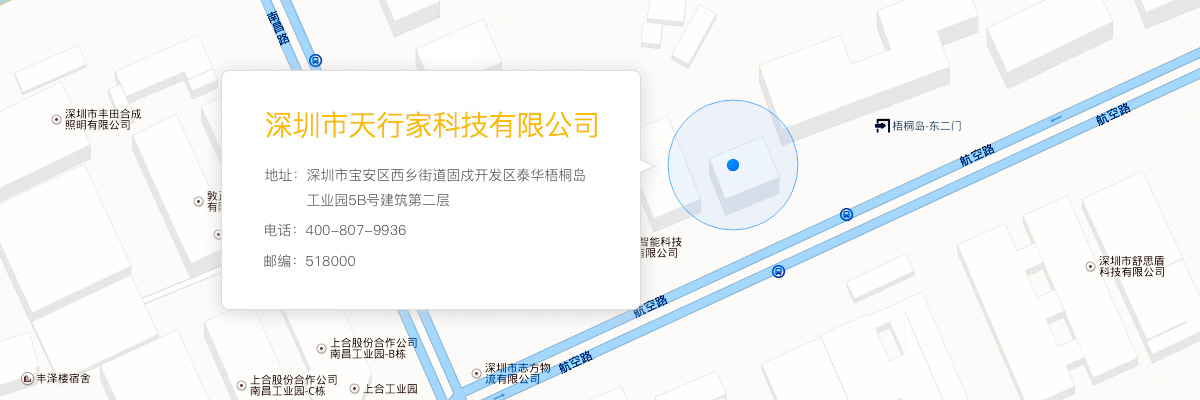 南昌路
深圳市丰田合成
照明有限公司
深圳市天行家科技有限公司
地址：深圳市宝安区西乡街道固戍开发区泰华梧桐岛
工业园5B号建筑第二层
电话：400-807-9936
邮编：518000
梧桐岛-东二门
航空路
航空路
敦
有
智能科技
有限公司
深圳市舒思盾
科技有限公司
航空路
航空路
上合股份合作公司
南昌工业园-B栋
深圳市志方物
流有限公司
丰泽楼宿舍
上合股份合作公司
南昌工业园-C栋
上合工业园